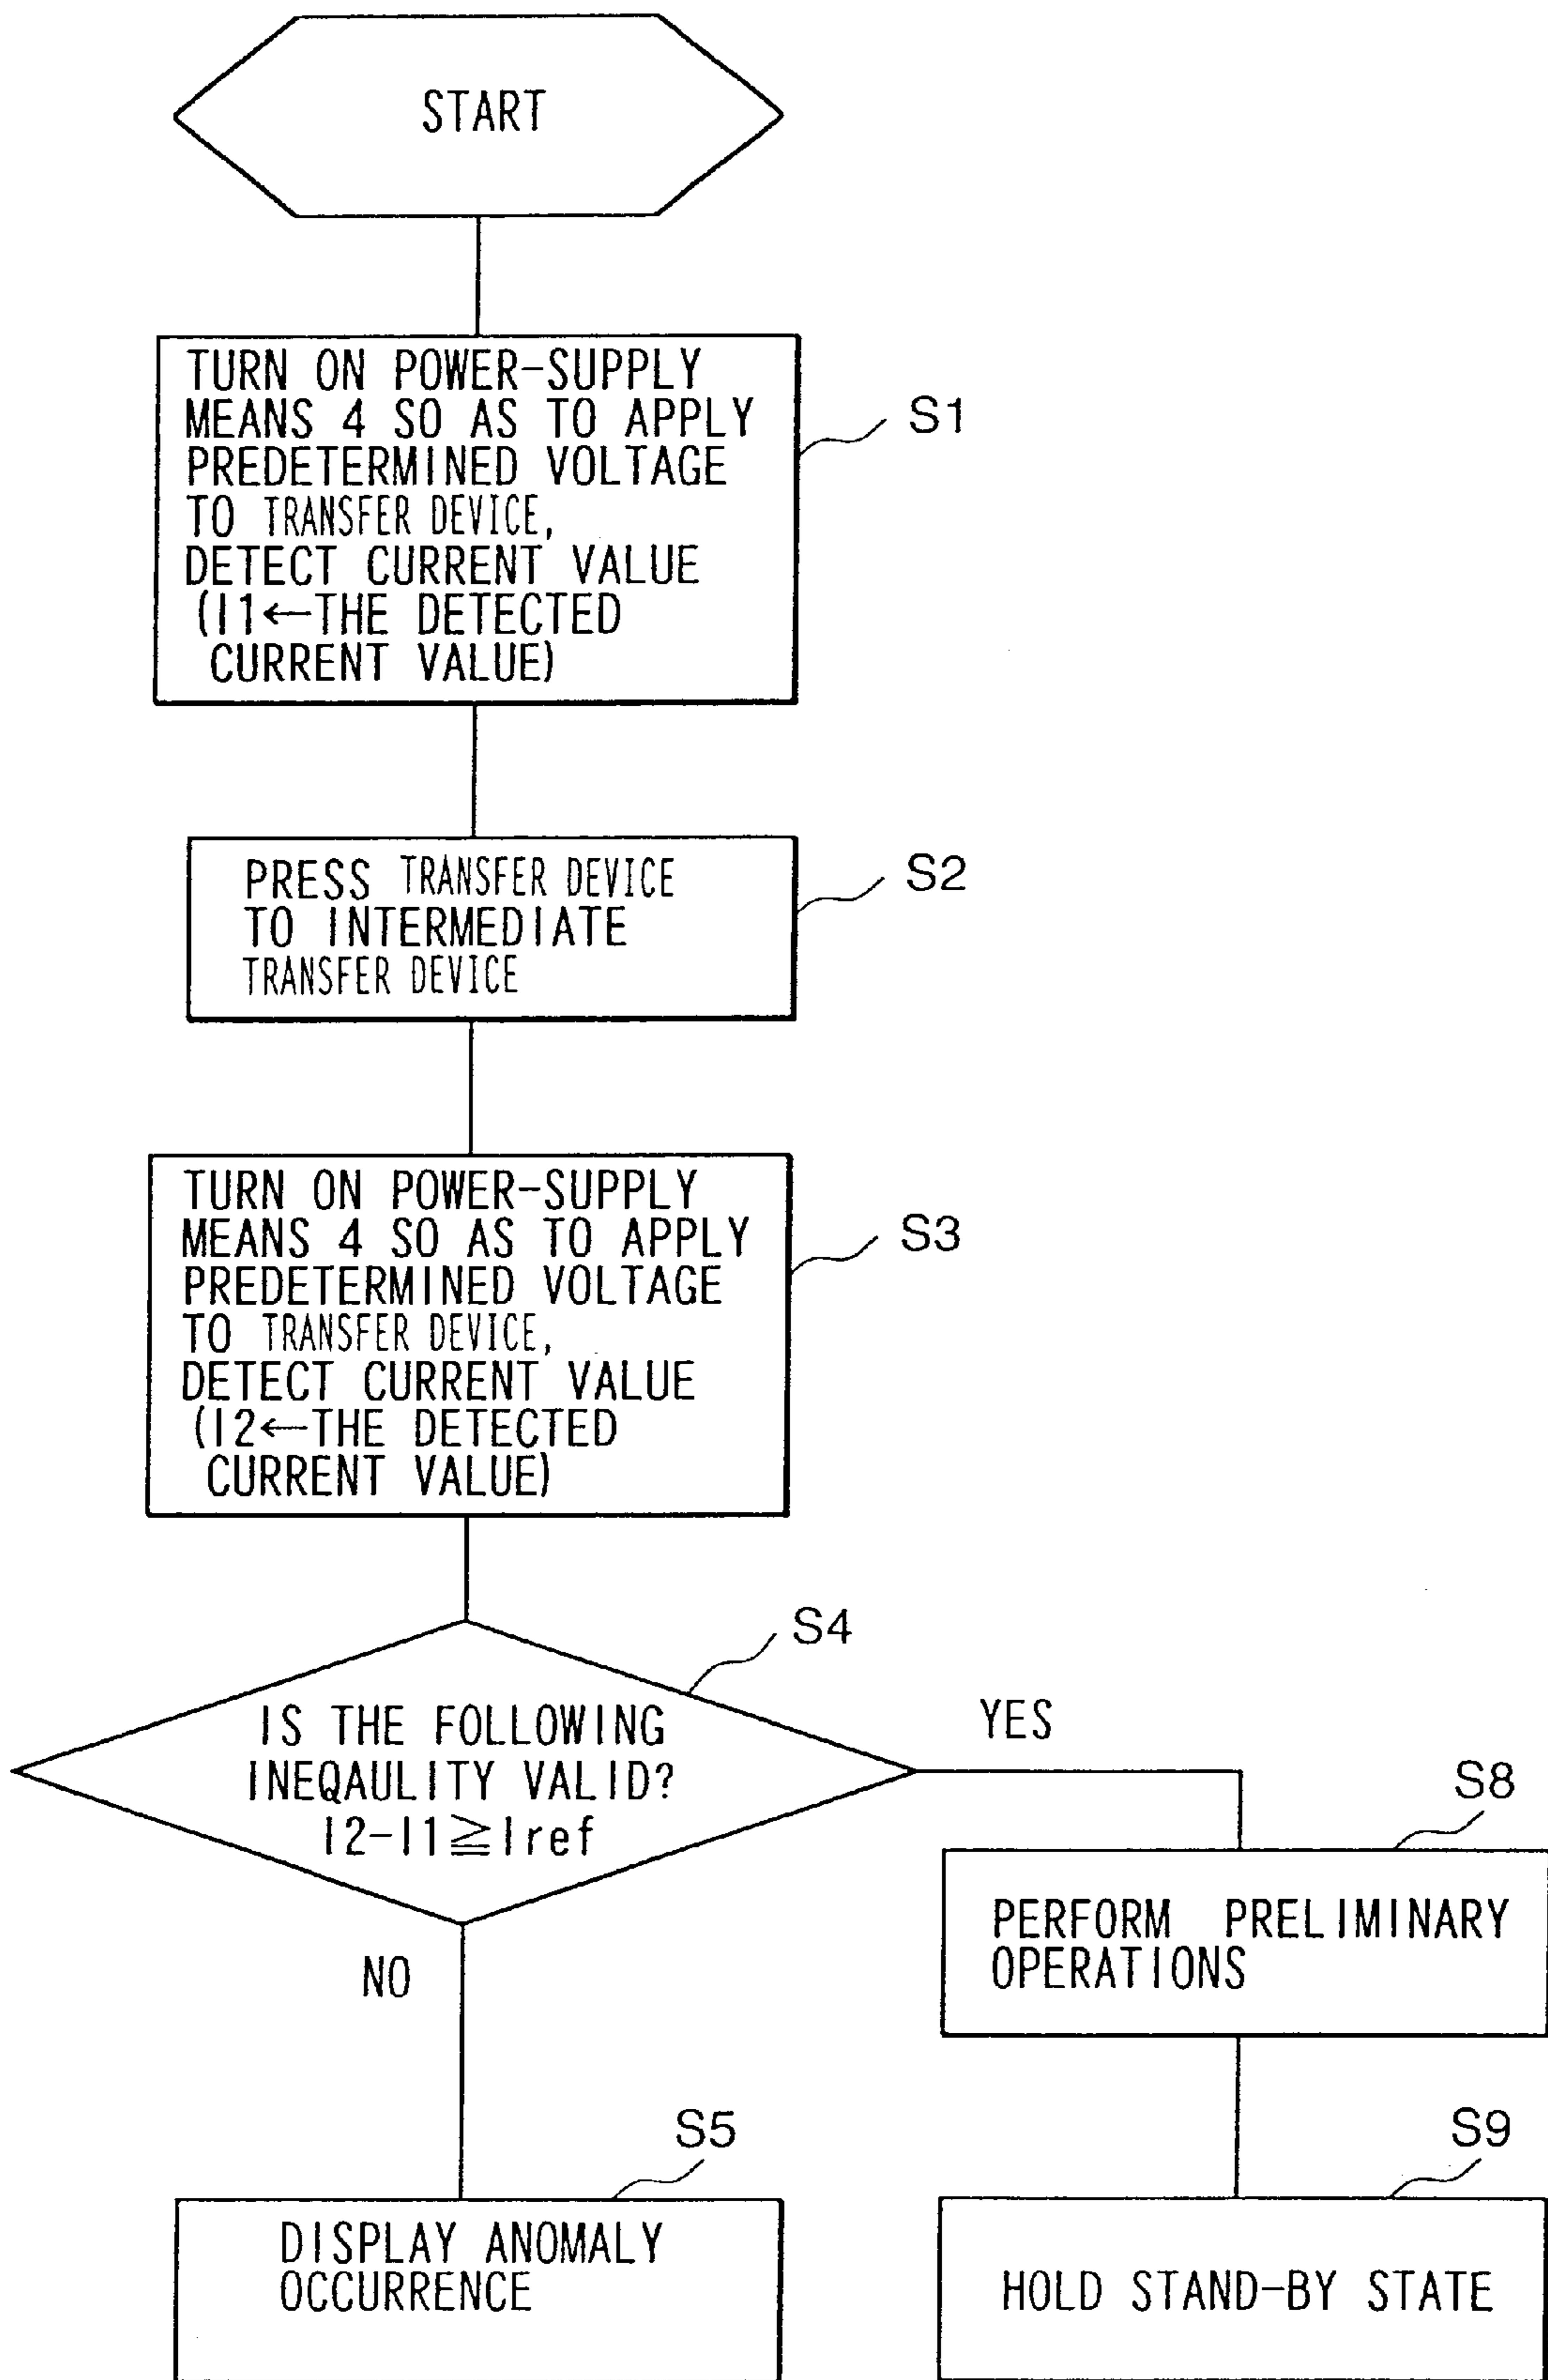 START
TURN ON POWER-SUPPLY
MEANS 4 SO AS TO APPLY
PREDETERMINED VOLTAGE
TO TRANSFER DEVICE,
DETECT CURRENT VALUE
(I1←THE DETECTED
CURRENT VALUE)
S1
PRESS TRANSFER DEVICE
TO INTERMEDIATE
TRANSFER DEVICE
S2
TURN ON POWER-SUPPLY
MEANS 4 SO AS TO APPLY
PREDETERMINED VOLTAGE
TO TRANSFER DEVICE,
DETECT CURRENT VALUE
(I2←THE DETECTED
CURRENT VALUE)
S3
S4
IS THE FOLLOWING
INEQAULITY VALID?
I2-I1≧Iref
YES
NO
S8
PERFORM PRELIMINARY
OPERATIONS
S5
DISPLAY ANOMALY
OCCURRENCE
S9
HOLD STAND-BY STATE